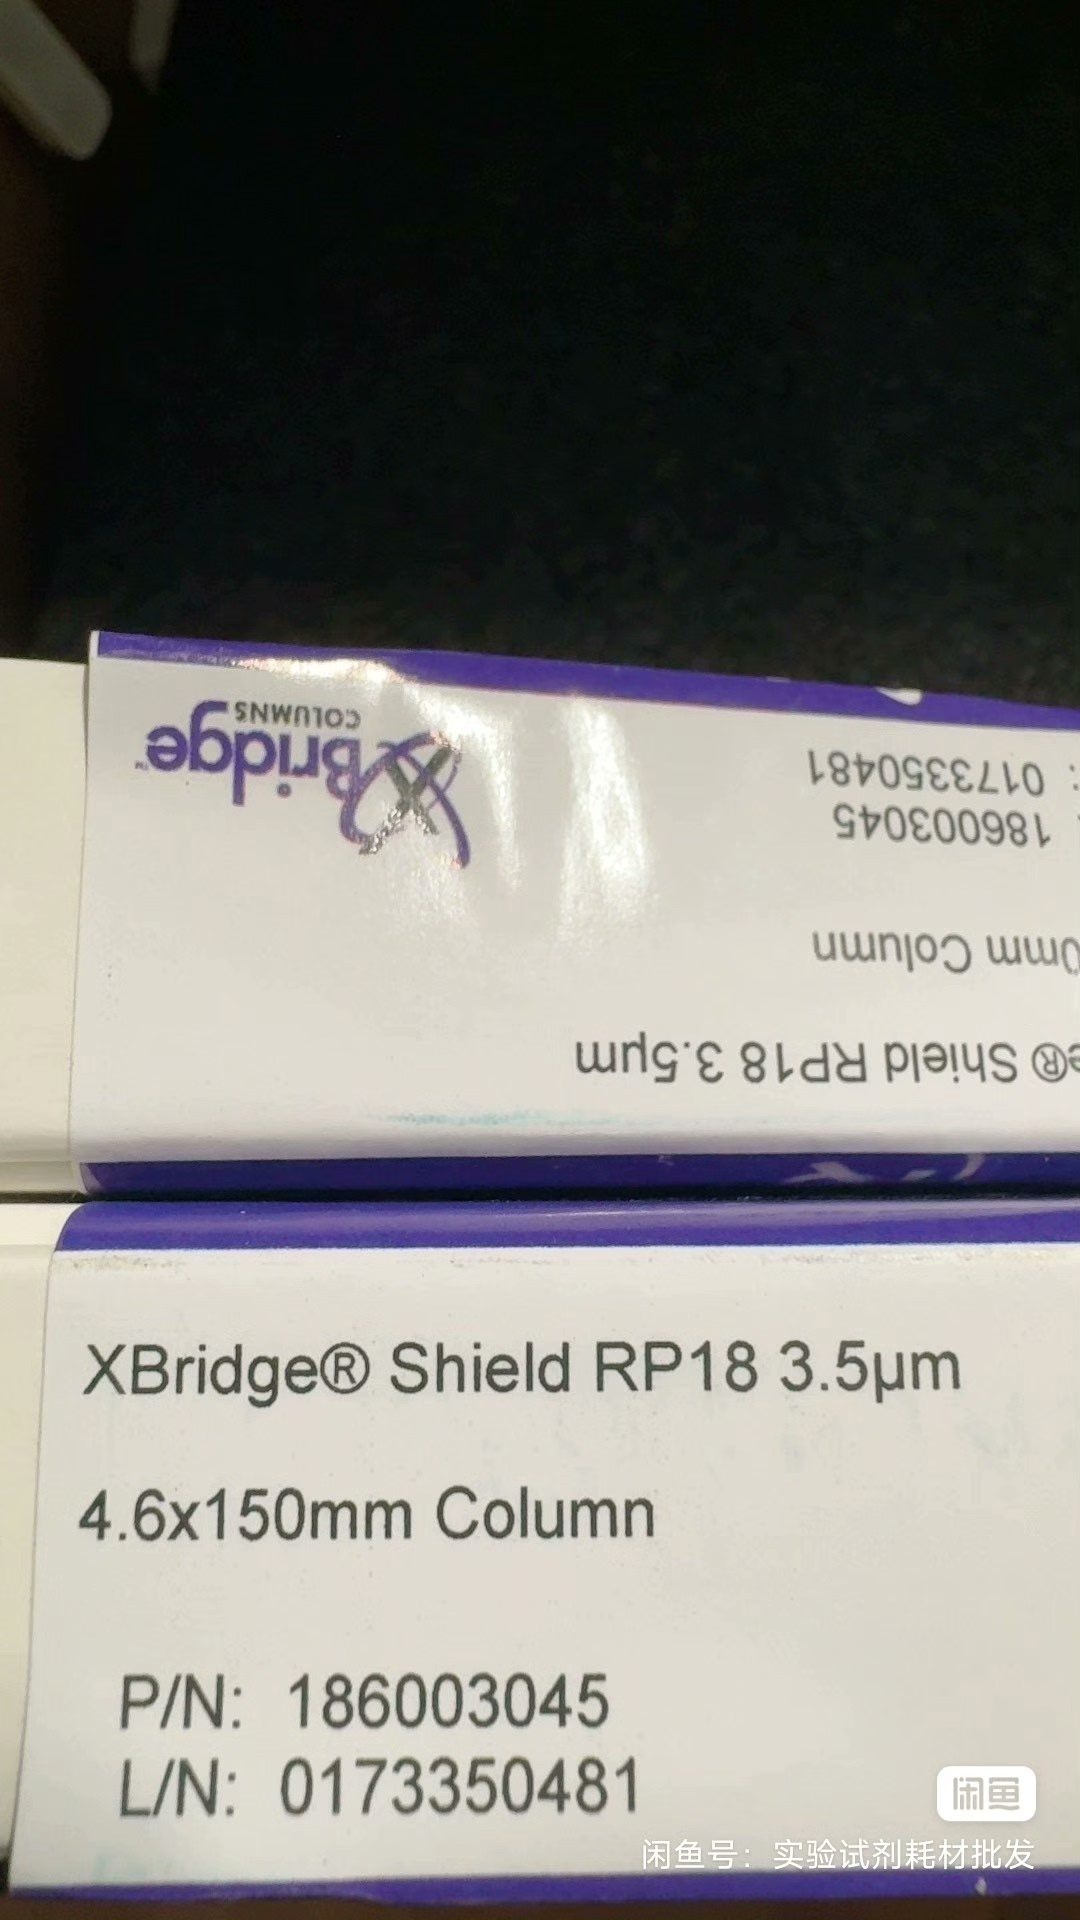 XBridge™
COLUMNS
: 0173350481
186003045
0mm Column
e® Shield RP18 3.5µm
XBridge® Shield RP18 3.5µm
4.6x150mm Column
P/N: 186003045
L/N: 0173350481
闲鱼
闲鱼号：实验试剂耗材批发